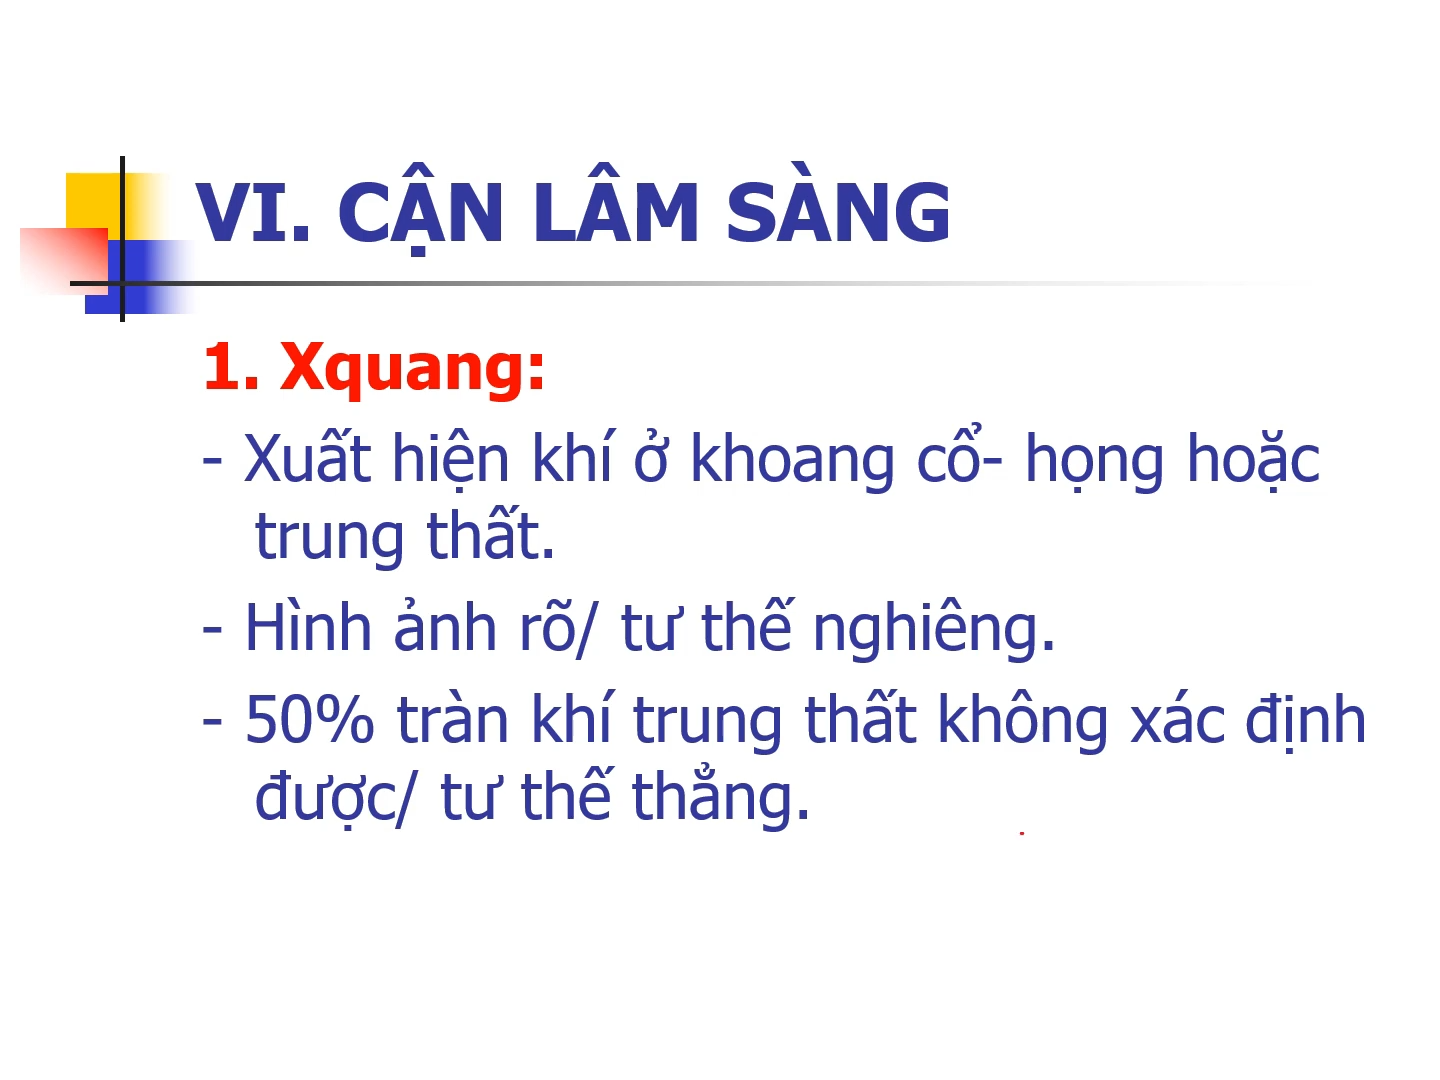 VI. CẬN LÂM SÀNG
1. Xquang:
- Xuất hiện khí ở khoang cổ- họng hoặc
trung thất.
- Hình ảnh rõ/ tư thế nghiêng.
- 50% tràn khí trung thất không xác định
được/ tư thế thẳng.